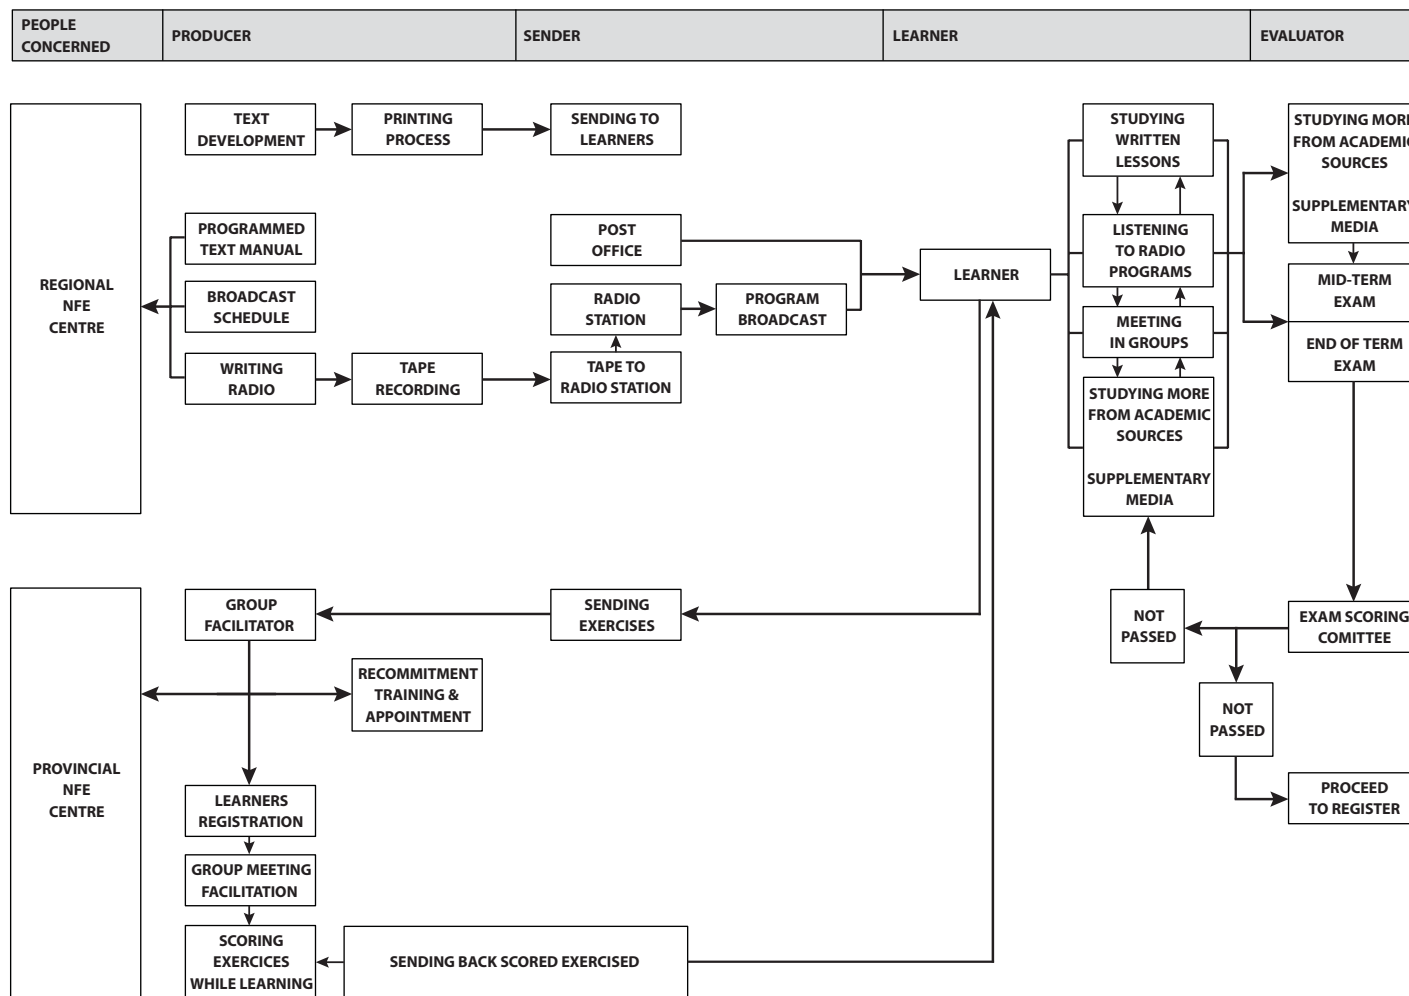 PEOPLE
CONCERNED
PRODUCER
SENDER
LEARNER
EVALUATOR
REGIONAL
NFE
CENTRE
TEXT
DEVELOPMENT
PRINTING
PROCESS
SENDING TO
LEARNERS
PROGRAMMED
TEXT MANUAL
BROADCAST
SCHEDULE
WRITING
RADIO
TAPE
RECORDING
POST
OFFICE
RADIO
STATION
TAPE TO
RADIO STATION
PROGRAM
BROADCAST
LEARNER
STUDYING
WRITTEN
LESSONS
LISTENING
TO RADIO
PROGRAMS
MEETING
IN GROUPS
STUDYING MORE
FROM ACADEMIC
SOURCES
SUPPLEMENTARY
MEDIA
STUDYING MORE
FROM ACADEMIC
SOURCES
SUPPLEMENTARY
MEDIA
MID-TERM
EXAM
END OF TERM
EXAM
PROVINCIAL
NFE
CENTRE
GROUP
FACILITATOR
SENDING
EXERCISES
RECOMMITMENT
TRAINING &
APPOINTMENT
LEARNERS
REGISTRATION
GROUP MEETING
FACILITATION
SCORING
EXERCICES
WHILE LEARNING
SENDING BACK SCORED EXERCISED
NOT
PASSED
EXAM SCORING
COMITTEE
NOT
PASSED
PROCEED
TO REGISTER